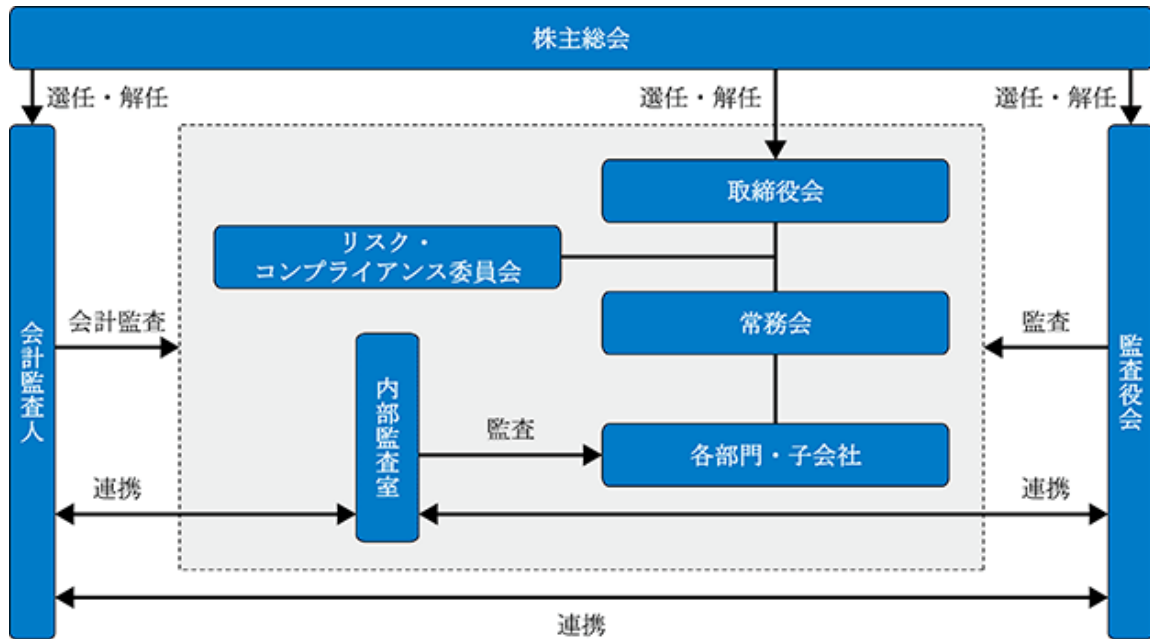 株主総会
選任・解任
選任・解任
選任・解任
取締役会
リスク・
コンプライアンス委員会
常務会
会計監査
監査
会計監査人
監査役会
内部監査室
監査
各部門・子会社
連携
連携
連携